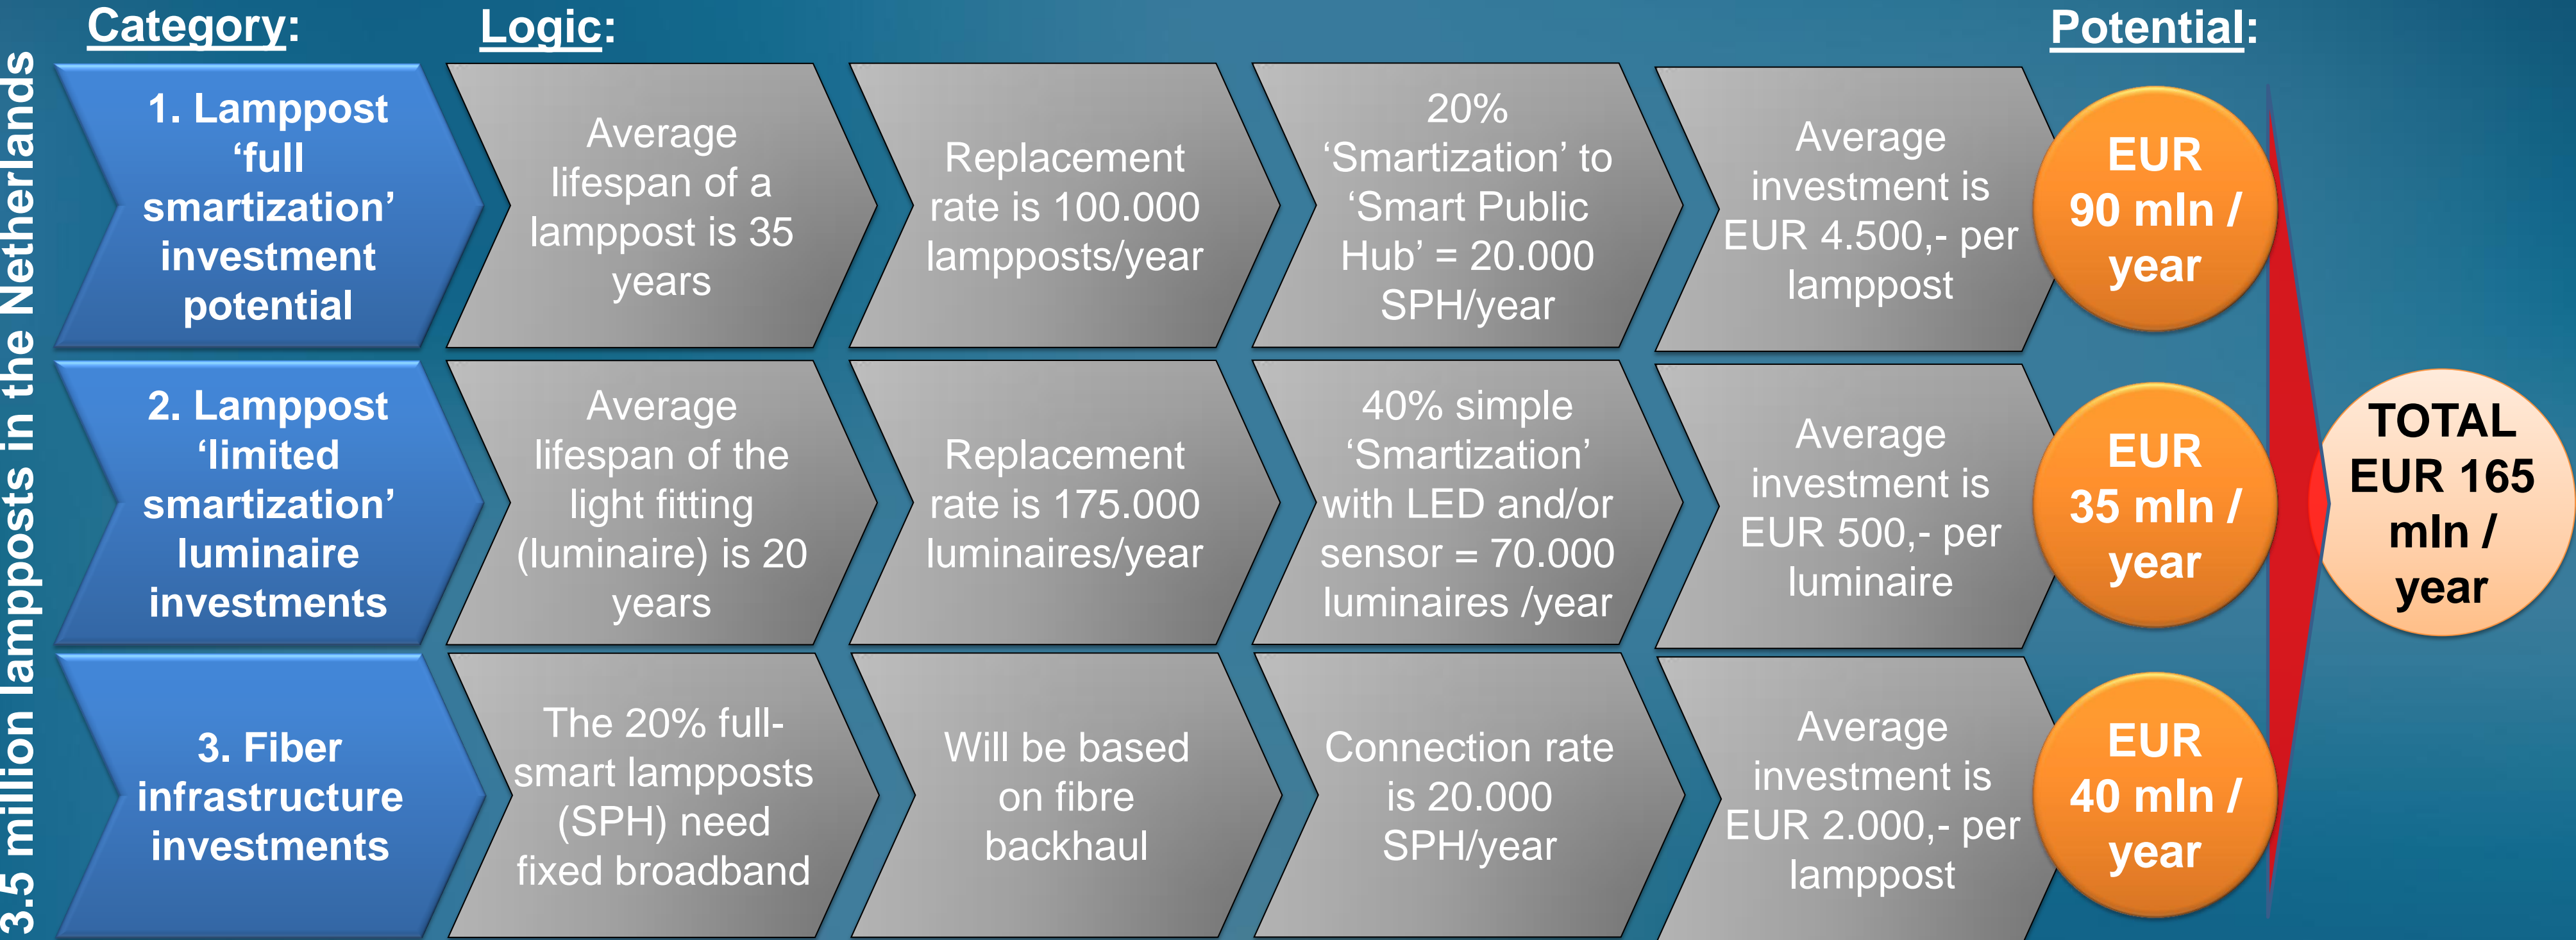 3.5 million lampposts in the Netherlands
Category:
Logic:
Potential:
1. Lamppost
‘full
smartization’
investment
potential
Average
lifespan of a
lamppost is 35
years
Replacement
rate is 100.000
lampposts/year
20%
‘Smartization’ to
‘Smart Public
Hub’ = 20.000
SPH/year
Average
investment is
EUR 4.500,- per
lamppost
EUR
90 mln /
year
2. Lamppost
‘limited
smartization’
luminaire
investments
Average
lifespan of the
light fitting
(luminaire) is 20
years
Replacement
rate is 175.000
luminaires/year
40% simple
‘Smartization’
with LED and/or
sensor = 70.000
luminaires /year
Average
investment is
EUR 500,- per
luminaire
EUR
35 mln /
year
3. Fiber
infrastructure
investments
The 20% full-
smart lampposts
(SPH) need
fixed broadband
Will be based
on fibre
backhaul
Connection rate
is 20.000
SPH/year
Average
investment is
EUR 2.000,- per
lamppost
EUR
40 mln /
year
TOTAL
EUR 165
mln /
year